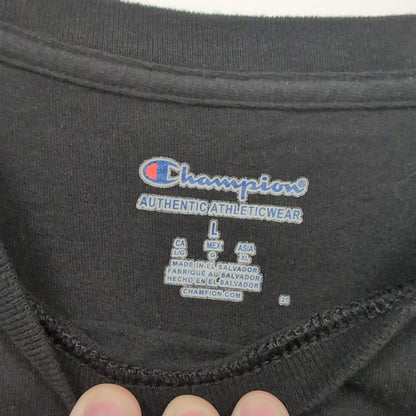 Champion®
AUTHENTIC ATHLETICWEAR
L
CA MEX ASIA
L/G G XL
MADE IN EL SALVADOR
FABRIQUÉ AU SALVADOR
HECHO EN EL SALVADOR
CHAMPION.COM